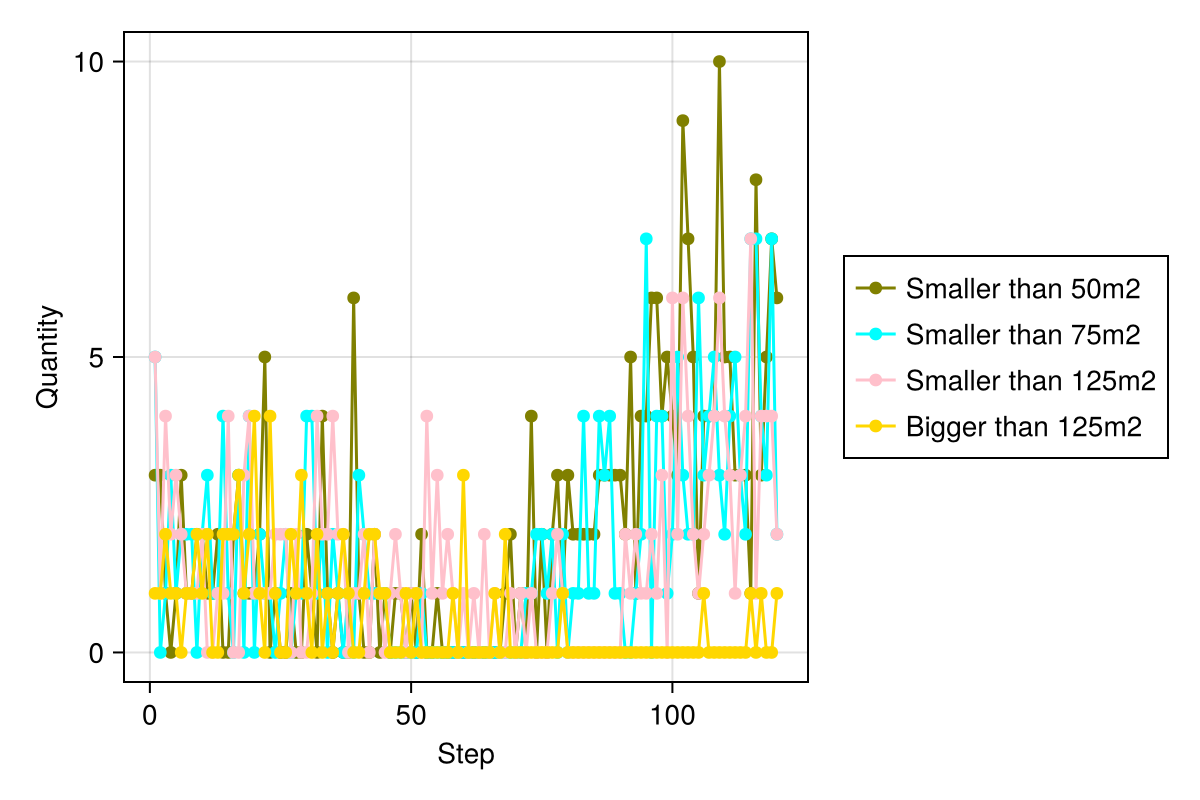 10
5
0
Quantity
0
50
100
Step
Smaller than 50m2
Smaller than 75m2
Smaller than 125m2
Bigger than 125m2